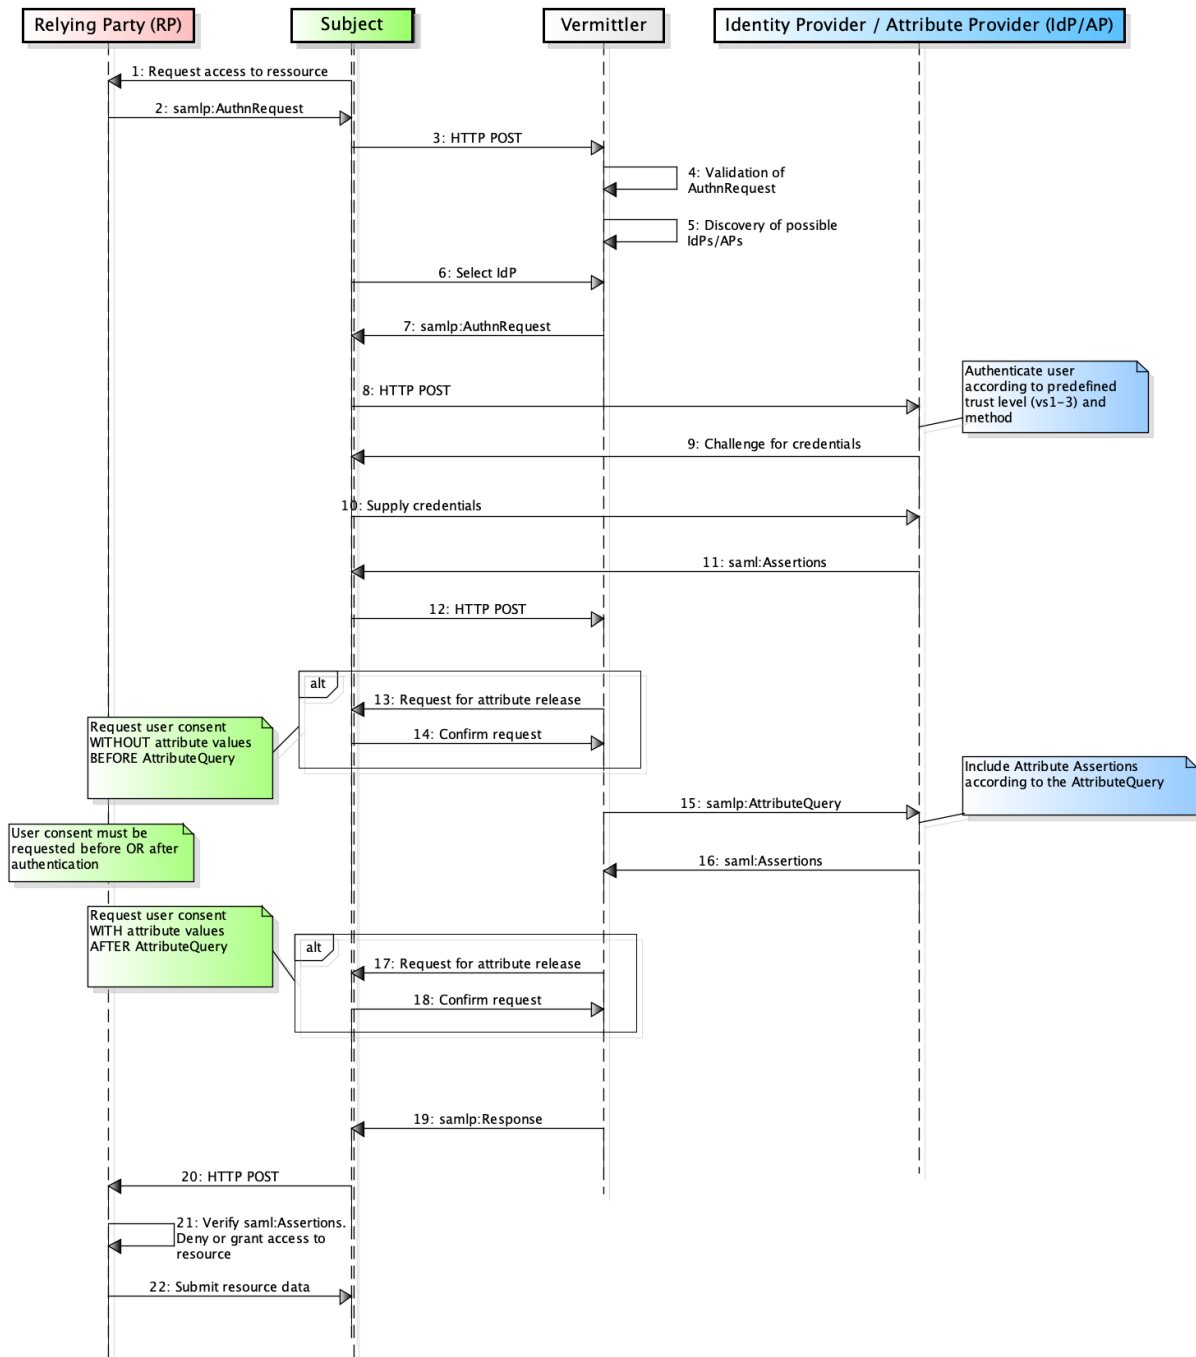 Relying Party (RP)
Subject
Vermittler
Identity Provider / Attribute Provider (IdP/AP)
1: Request access to ressource
2: samlp:AuthnRequest
3: HTTP POST
4: Validation of
AuthnRequest
5: Discovery of possible
IdPs/APs
6: Select IdP
7: samlp:AuthnRequest
Authenticate user
according to predefined
trust level (vs1-3) and
method
8: HTTP POST
9: Challenge for credentials
10: Supply credentials
11: saml:Assertions
12: HTTP POST
alt
13: Request for attribute release
Request user consent
WITHOUT attribute values
BEFORE AttributeQuery
14: Confirm request
Include Attribute Assertions
according to the AttributeQuery
15: samlp:AttributeQuery
User consent must be
requested before OR after
authentication
16: saml:Assertions
Request user consent
WITH attribute values
AFTER AttributeQuery
alt
17: Request for attribute release
18: Confirm request
19: samlp:Response
20: HTTP POST
21: Verify saml:Assertions.
Deny or grant access to
resource
22: Submit resource data